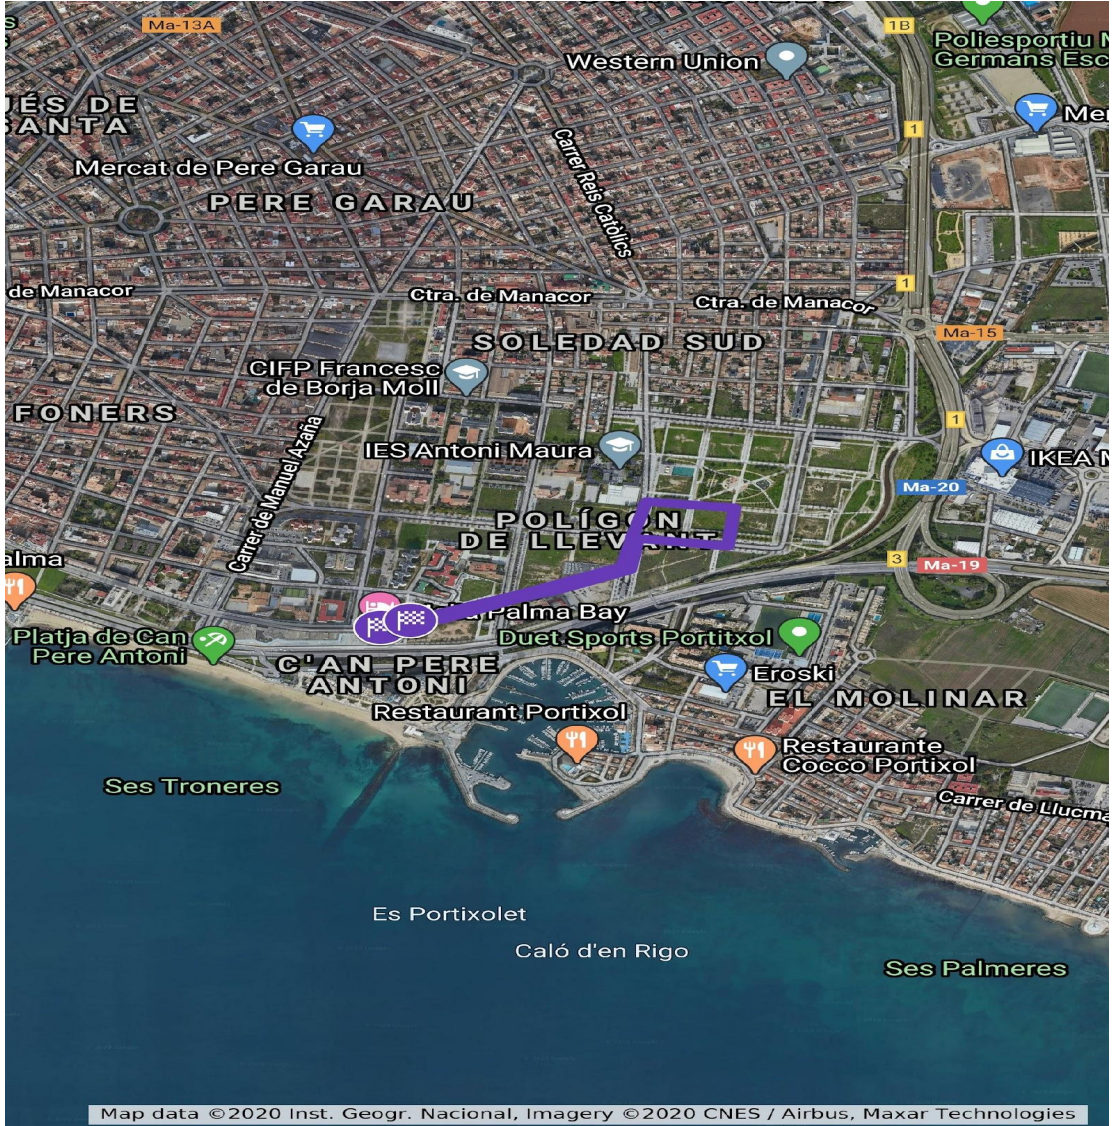 Ma-13A
1B
Poliesportiu M
Germans Esc
Western Union
UÉS DE
SANTA
Mer
1
Mercat de Pere Garau
Carrer Reis Catòlics
PERE GARAU
1
de Manacor
Ctra. de Manacor
Ctra. de Manacor
Ma-15
SOLEDAD SUD
CIFP Francesc
de Borja Moll
FONERS
1
Carrer de Manuel Azaña
IES Antoni Maura
IKEA M
Ma-20
POLÍGON
DE LLEVANT
3
Ma-19
alma
Palma Bay
Platja de Can
Pere Antoni
Duet Sports Portitxol
C'AN PERE
ANTONI
Eroski
EL MOLINAR
Restaurant Portixol
Restaurante
Cocco Portixol
Ses Troneres
Carrer de Llucma
Es Portixolet
Caló d'en Rigo
Ses Palmeres
Map data ©2020 Inst. Geogr. Nacional, Imagery ©2020 CNES / Airbus, Maxar Technologies